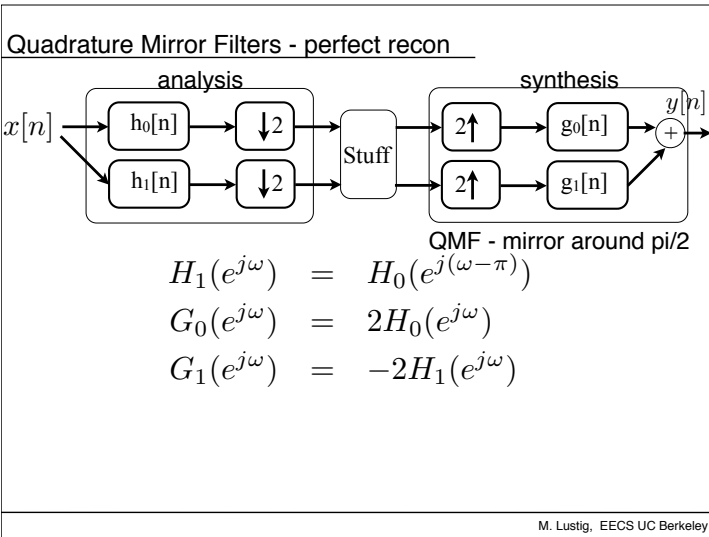 Quadrature Mirror Filters - perfect recon
analysis
synthesis
x[n]
h₀[n]
↓2
2↑
g₀[n]
y[n]
+
Stuff
h₁[n]
↓2
2↑
g₁[n]
QMF - mirror around pi/2
H₁(e^{jω}) = H₀(e^{j(ω−π)})
G₀(e^{jω}) = 2H₀(e^{jω})
G₁(e^{jω}) = −2H₁(e^{jω})
M. Lustig, EECS UC Berkeley